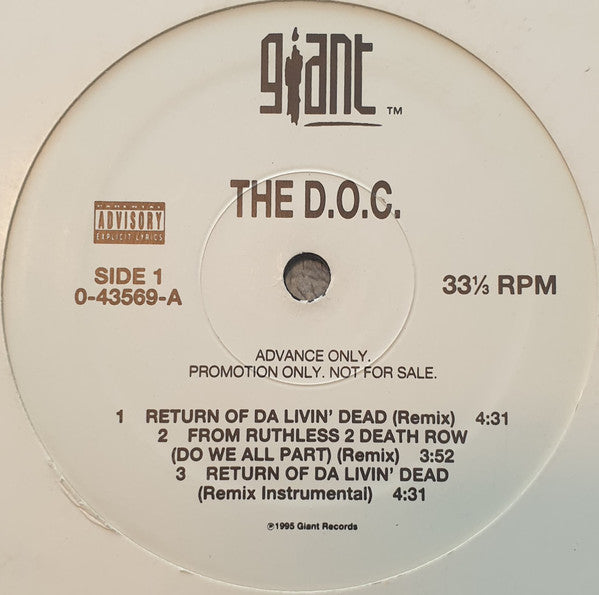 giant ™
THE D.O.C.
PARENTAL
ADVISORY
EXPLICIT LYRICS
SIDE 1
0-43569-A
33⅓ RPM
ADVANCE ONLY.
PROMOTION ONLY. NOT FOR SALE.
1 RETURN OF DA LIVIN' DEAD (Remix) 4:31
2 FROM RUTHLESS 2 DEATH ROW
(DO WE ALL PART) (Remix) 3:52
3 RETURN OF DA LIVIN' DEAD
(Remix Instrumental) 4:31
℗1995 Giant Records